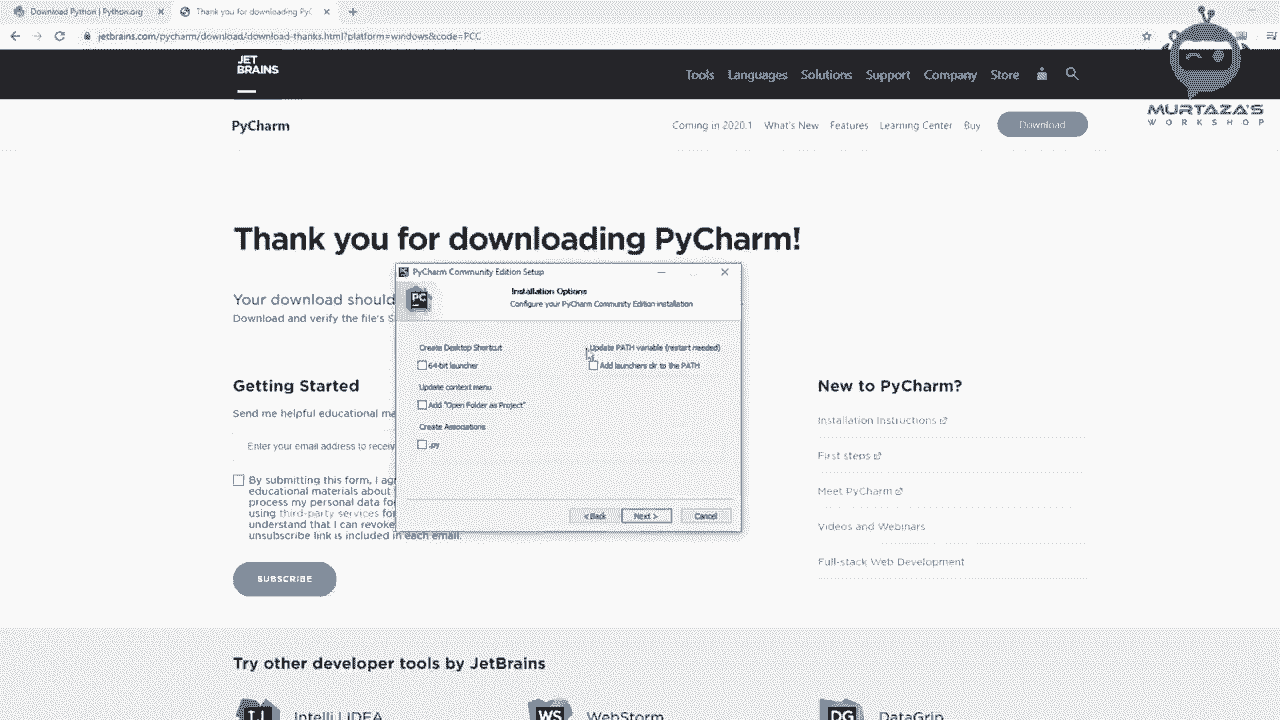 Download Python | Python.org
Thank you for downloading PyC
jetbrains.com/pycharm/download/download-thanks.html?platform=windows&code=PCC
JET
BRAINS
Tools Languages Solutions Support Company Store
MURTAZA'S
WORKSHOP
PyCharm
Coming in 2020.1 What's New Features Learning Center Buy Download
Thank you for downloading PyCharm!
Your download should
Download and verify the file's S
PyCharm Community Edition Setup
PC
Installation Options
Configure your PyCharm Community Edition installation
Create Desktop Shortcut
Update PATH variable (restart needed)
64-bit launcher
Add launchers dir to the PATH
Update context menu
Add "Open Folder as Project"
Create Associations
.py
< Back Next > Cancel
Getting Started
Send me helpful educational ma
Enter your email address to receiv
By submitting this form, I agr
educational materials about
process my personal data fo
using third-party services for
understand that I can revoke
unsubscribe link is included in each email.
SUBSCRIBE
New to PyCharm?
Installation Instructions
First steps
Meet PyCharm
Videos and Webinars
Full-stack Web Development
Try other developer tools by JetBrains
IJ IntelliJ IDEA
WS WebStorm
DG DataGrip